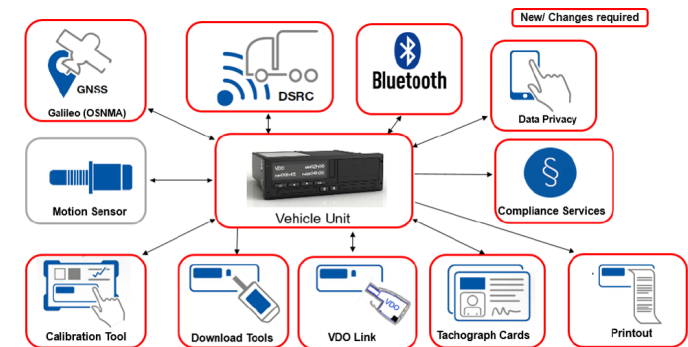 New/ Changes required
GNSS
Galileo (OSNMA)
DSRC
Bluetooth
Data Privacy
Motion Sensor
VDO
Vehicle Unit
§
Compliance Services
Calibration Tool
Download Tools
VDO
VDO Link
Tachograph Cards
Printout